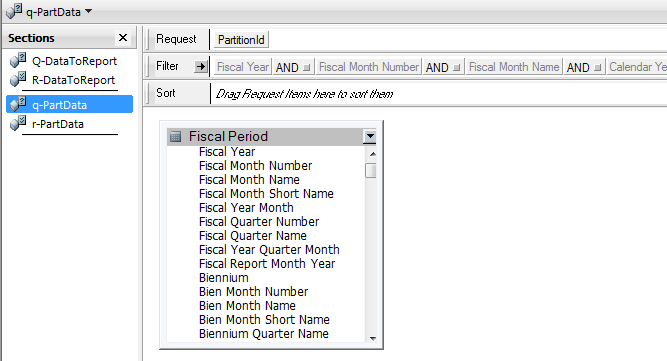 q-PartData
Sections
Q-DataToReport
R-DataToReport
q-PartData
r-PartData
Request PartitionId
Filter Fiscal Year AND Fiscal Month Number AND Fiscal Month Name AND Calendar Ye
Sort Drag Request Items here to sort them
Fiscal Period
Fiscal Year
Fiscal Month Number
Fiscal Month Name
Fiscal Month Short Name
Fiscal Year Month
Fiscal Quarter Number
Fiscal Quarter Name
Fiscal Year Quarter Month
Fiscal Report Month Year
Biennium
Bien Month Number
Bien Month Name
Bien Month Short Name
Biennium Quarter Name